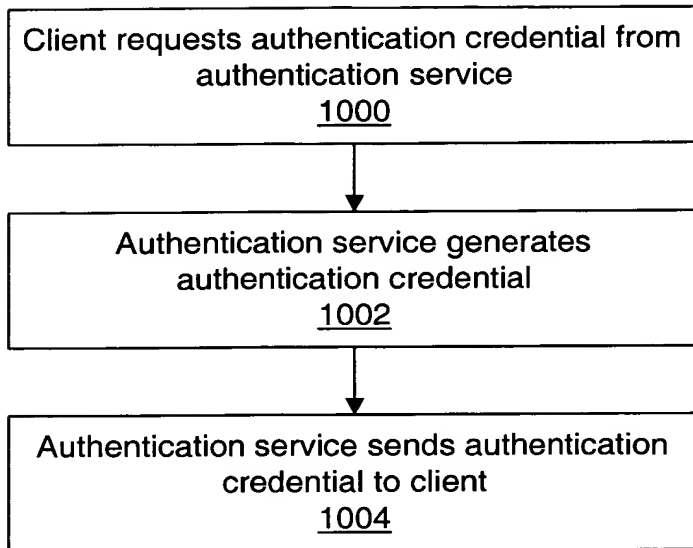 Client requests authentication credential from
authentication service
1000
Authentication service generates
authentication credential
1002
Authentication service sends authentication
credential to client
1004